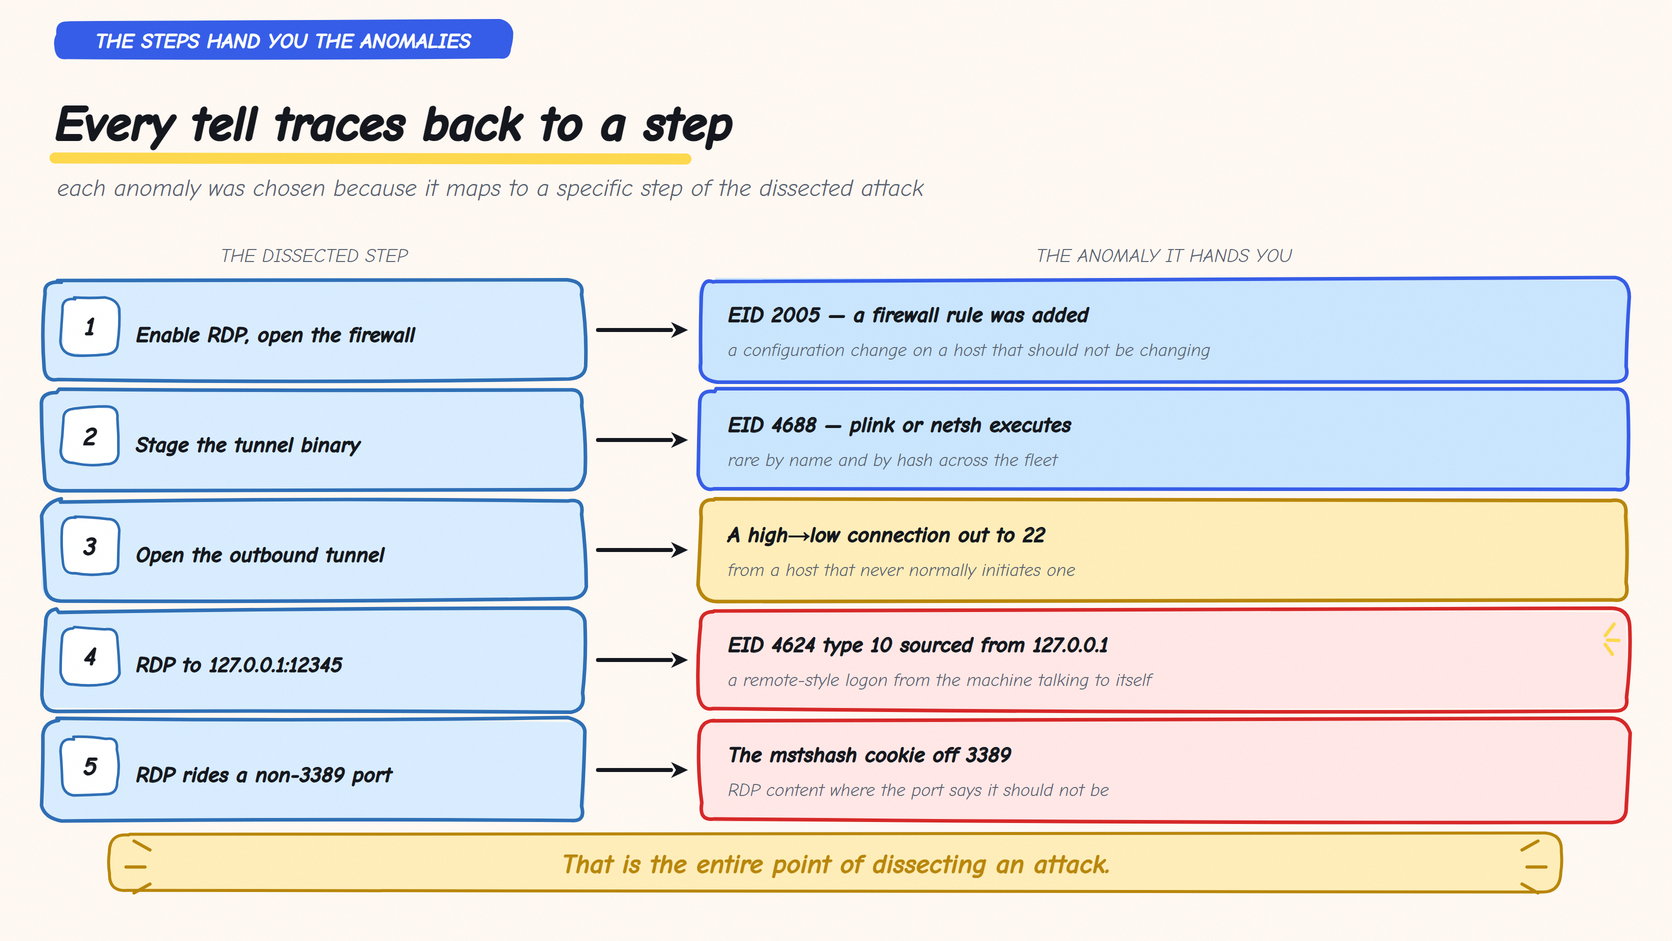 THE STEPS HAND YOU THE ANOMALIES
Every tell traces back to a step
each anomaly was chosen because it maps to a specific step of the dissected attack
THE DISSECTED STEP
THE ANOMALY IT HANDS YOU
1
Enable RDP, open the firewall
EID 2005 — a firewall rule was added
a configuration change on a host that should not be changing
2
Stage the tunnel binary
EID 4688 — plink or netsh executes
rare by name and by hash across the fleet
3
Open the outbound tunnel
A high→low connection out to 22
from a host that never normally initiates one
4
RDP to 127.0.0.1:12345
EID 4624 type 10 sourced from 127.0.0.1
a remote-style logon from the machine talking to itself
5
RDP rides a non-3389 port
The mstshash cookie off 3389
RDP content where the port says it should not be
That is the entire point of dissecting an attack.